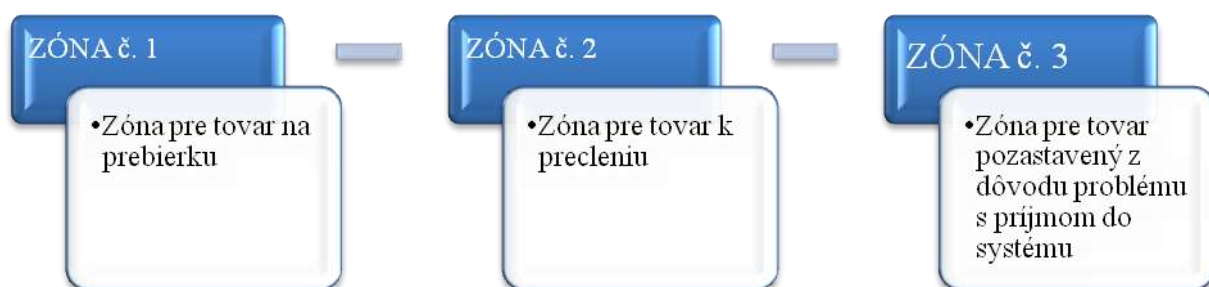 ZÓNA č. 1
•Zóna pre tovar na
prebierku
ZÓNA č. 2
•Zóna pre tovar k
precleniu
ZÓNA č. 3
•Zóna pre tovar
pozastavený z
dôvodu problému
s príjmom do
systému